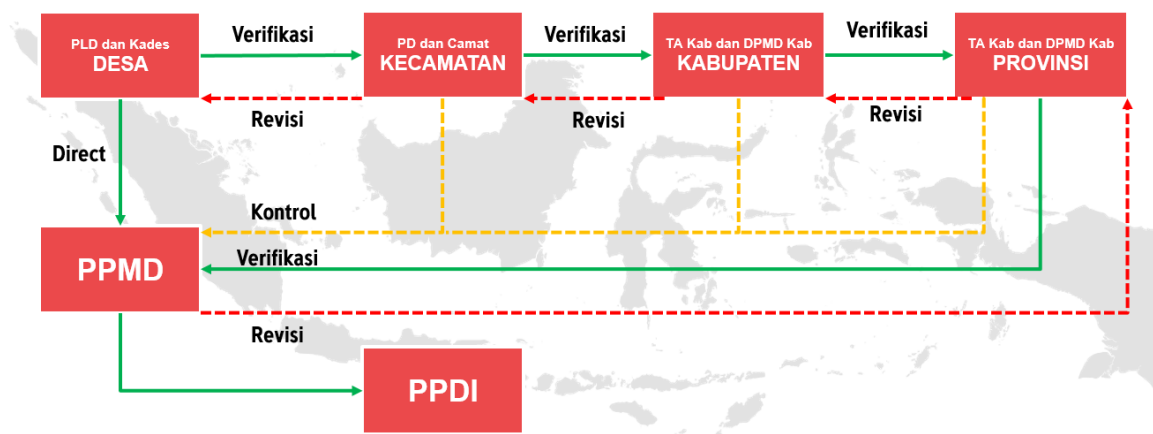 PLD dan Kades
DESA
Verifikasi
PD dan Camat
KECAMATAN
Verifikasi
TA Kab dan DPMD Kab
KABUPATEN
Verifikasi
TA Kab dan DPMD Kab
PROVINSI
Revisi
Revisi
Revisi
Direct
Kontrol
PPMD
Verifikasi
Revisi
PPDI